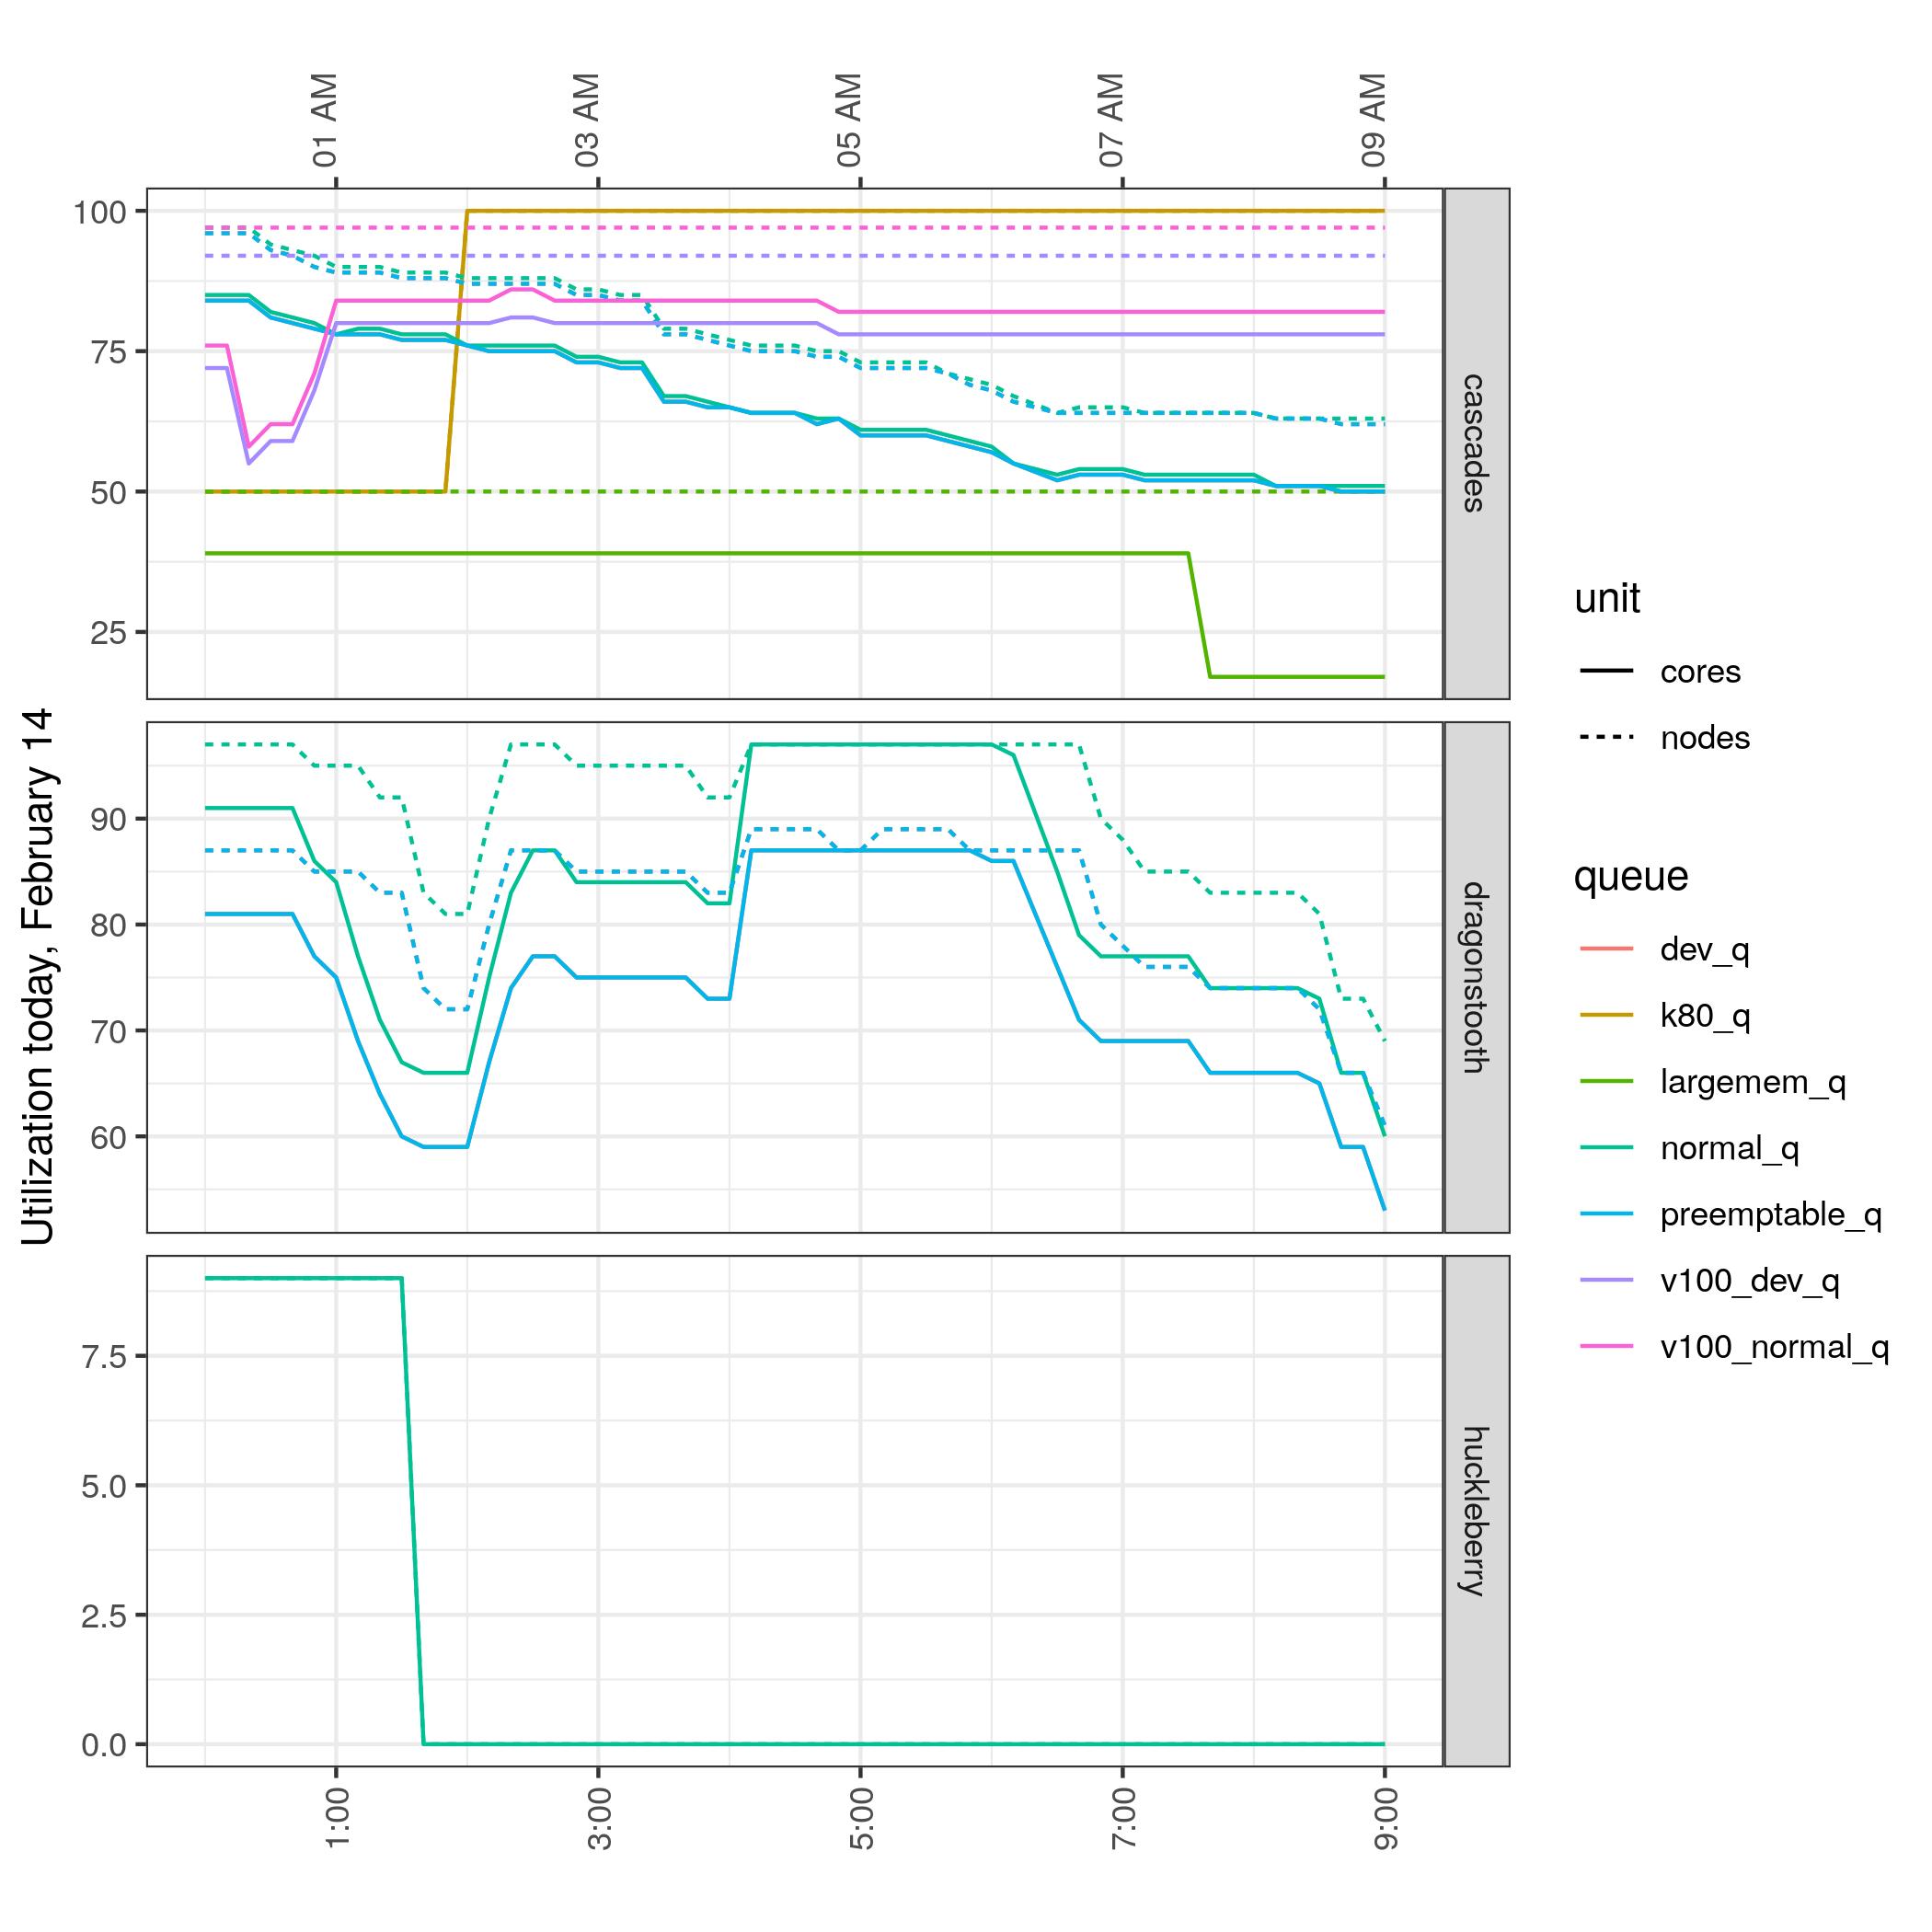 01 AM
03 AM
05 AM
07 AM
09 AM
100
75
50
25
cascades
90
80
70
60
dragonstooth
7.5
5.0
2.5
0.0
huckleberry
1:00
3:00
5:00
7:00
9:00
Utilization today, February 14
unit
cores
nodes
queue
dev_q
k80_q
largemem_q
normal_q
preemptable_q
v100_dev_q
v100_normal_q